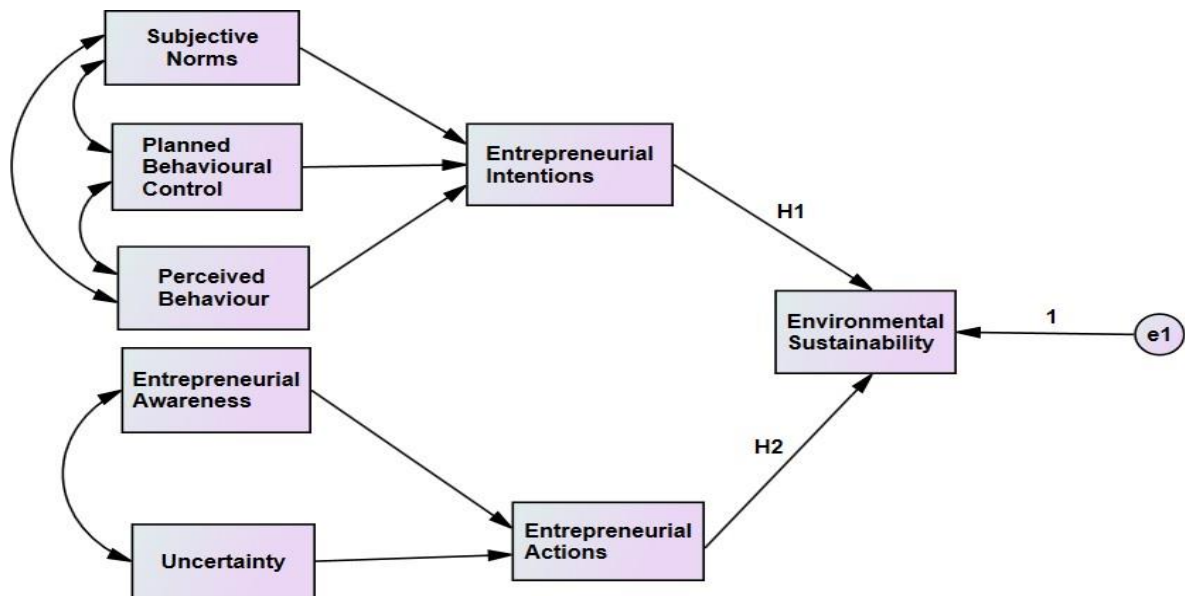 Subjective
Norms
Planned
Behavioural
Control
Entrepreneurial
Intentions
H1
Perceived
Behaviour
Environmental
Sustainability
1
e1
Entrepreneurial
Awareness
H2
Entrepreneurial
Actions
Uncertainty